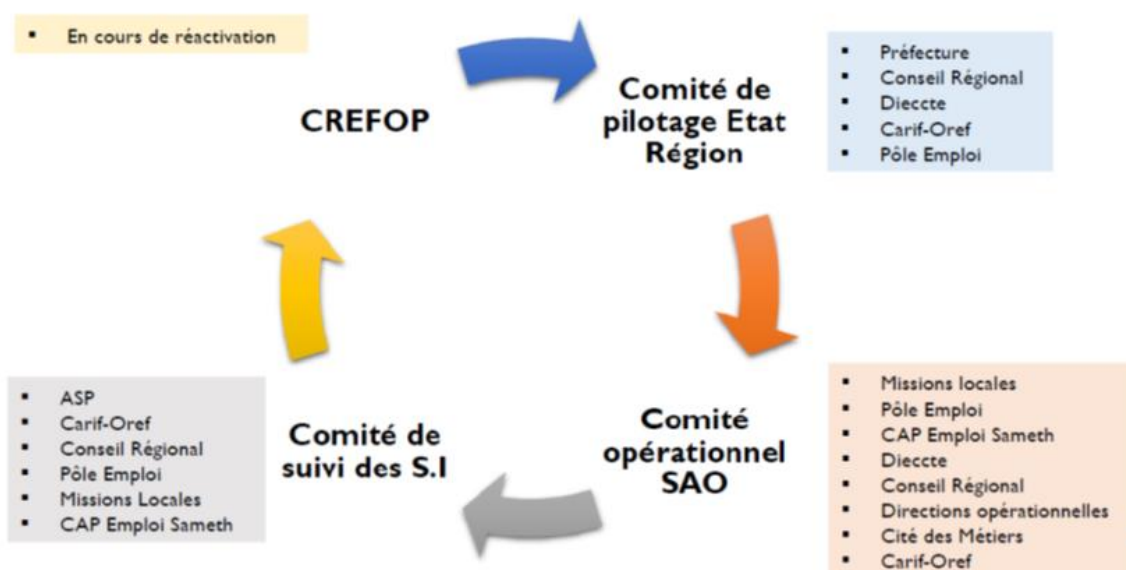 ▪ En cours de réactivation
CREFOP
Comité de
pilotage Etat
Région
▪ Préfecture
▪ Conseil Régional
▪ Dieccte
▪ Carif-Oref
▪ Pôle Emploi
▪ Missions locales
▪ Pôle Emploi
▪ CAP Emploi Sameth
▪ Dieccte
▪ Conseil Régional
▪ Directions opérationnelles
▪ Cité des Métiers
▪ Carif-Oref
Comité
opérationnel
SAO
Comité de
suivi des S.I
▪ ASP
▪ Carif-Oref
▪ Conseil Régional
▪ Pôle Emploi
▪ Missions Locales
▪ CAP Emploi Sameth